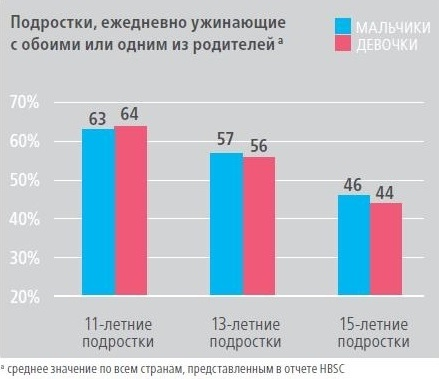 Подростки, ежедневно ужинающие
с обоими или одним из родителей ª
МАЛЬЧИКИ
ДЕВОЧКИ
70%
60%
50%
40%
30%
20%
63
64
57
56
46
44
11-летние
подростки
13-летние
подростки
15-летние
подростки
ª среднее значение по всем странам, представленным в отчете HBSC